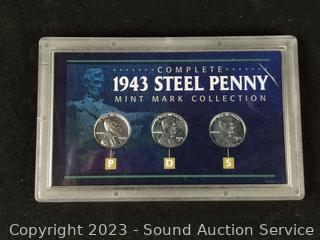 COMPLETE
1943 STEEL PENNY
MINT MARK COLLECTION
P D S
Copyright 2023 - Sound Auction Service